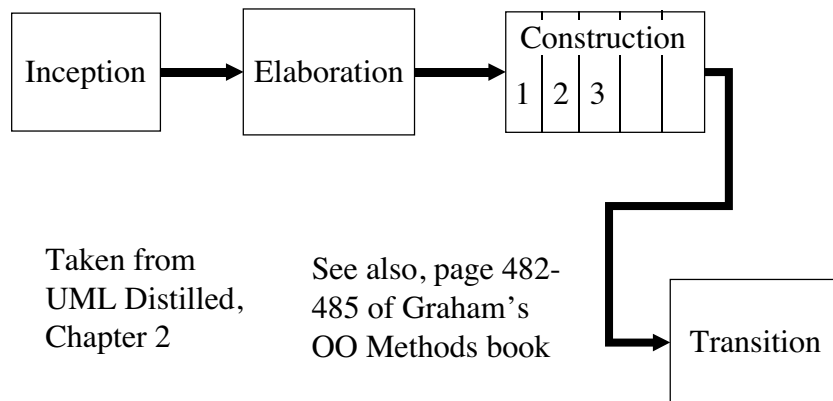 Inception
Elaboration
Construction
1 2 3
Taken from
UML Distilled,
Chapter 2
See also, page 482-
485 of Graham's
OO Methods book
Transition